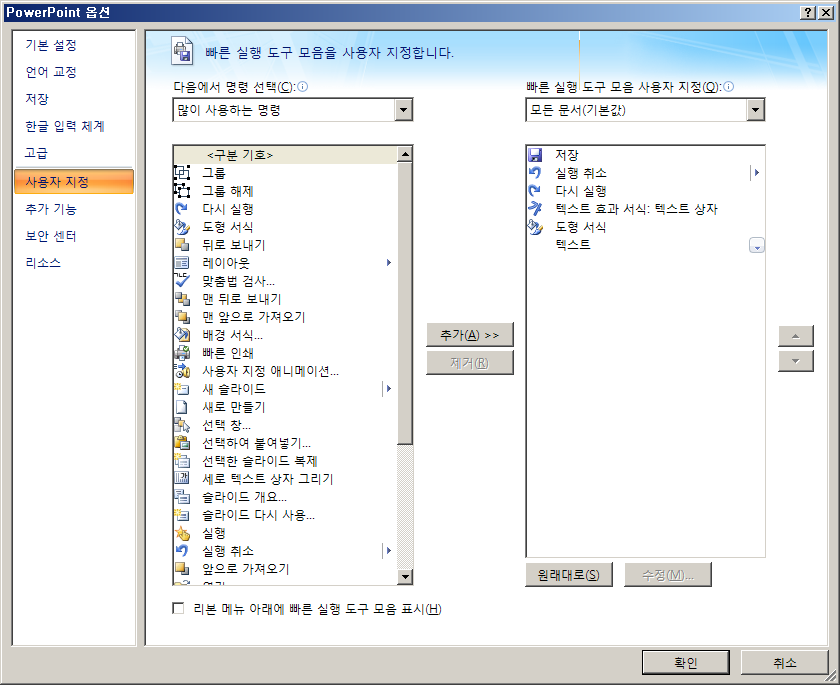 PowerPoint 옵션
기본 설정
언어 교정
저장
한글 입력 체계
고급
사용자 지정
추가 기능
보안 센터
리소스
빠른 실행 도구 모음을 사용자 지정합니다.
다음에서 명령 선택(C):
많이 사용하는 명령
<구분 기호>
그룹
그룹 해제
다시 실행
도형 서식
뒤로 보내기
레이아웃
맞춤법 검사...
맨 뒤로 보내기
맨 앞으로 가져오기
배경 서식...
빠른 인쇄
사용자 지정 애니메이션...
새 슬라이드
새로 만들기
선택 창...
선택하여 붙여넣기...
선택한 슬라이드 복제
세로 텍스트 상자 그리기
슬라이드 개요...
슬라이드 다시 사용...
실행
실행 취소
앞으로 가져오기
리본 메뉴 아래에 빠른 실행 도구 모음 표시(H)
추가(A) >>
제거(R)
빠른 실행 도구 모음 사용자 지정(Q):
모든 문서(기본값)
저장
실행 취소
다시 실행
텍스트 효과 서식: 텍스트 상자
도형 서식
텍스트
원래대로(S)
수정(M)...
확인
취소